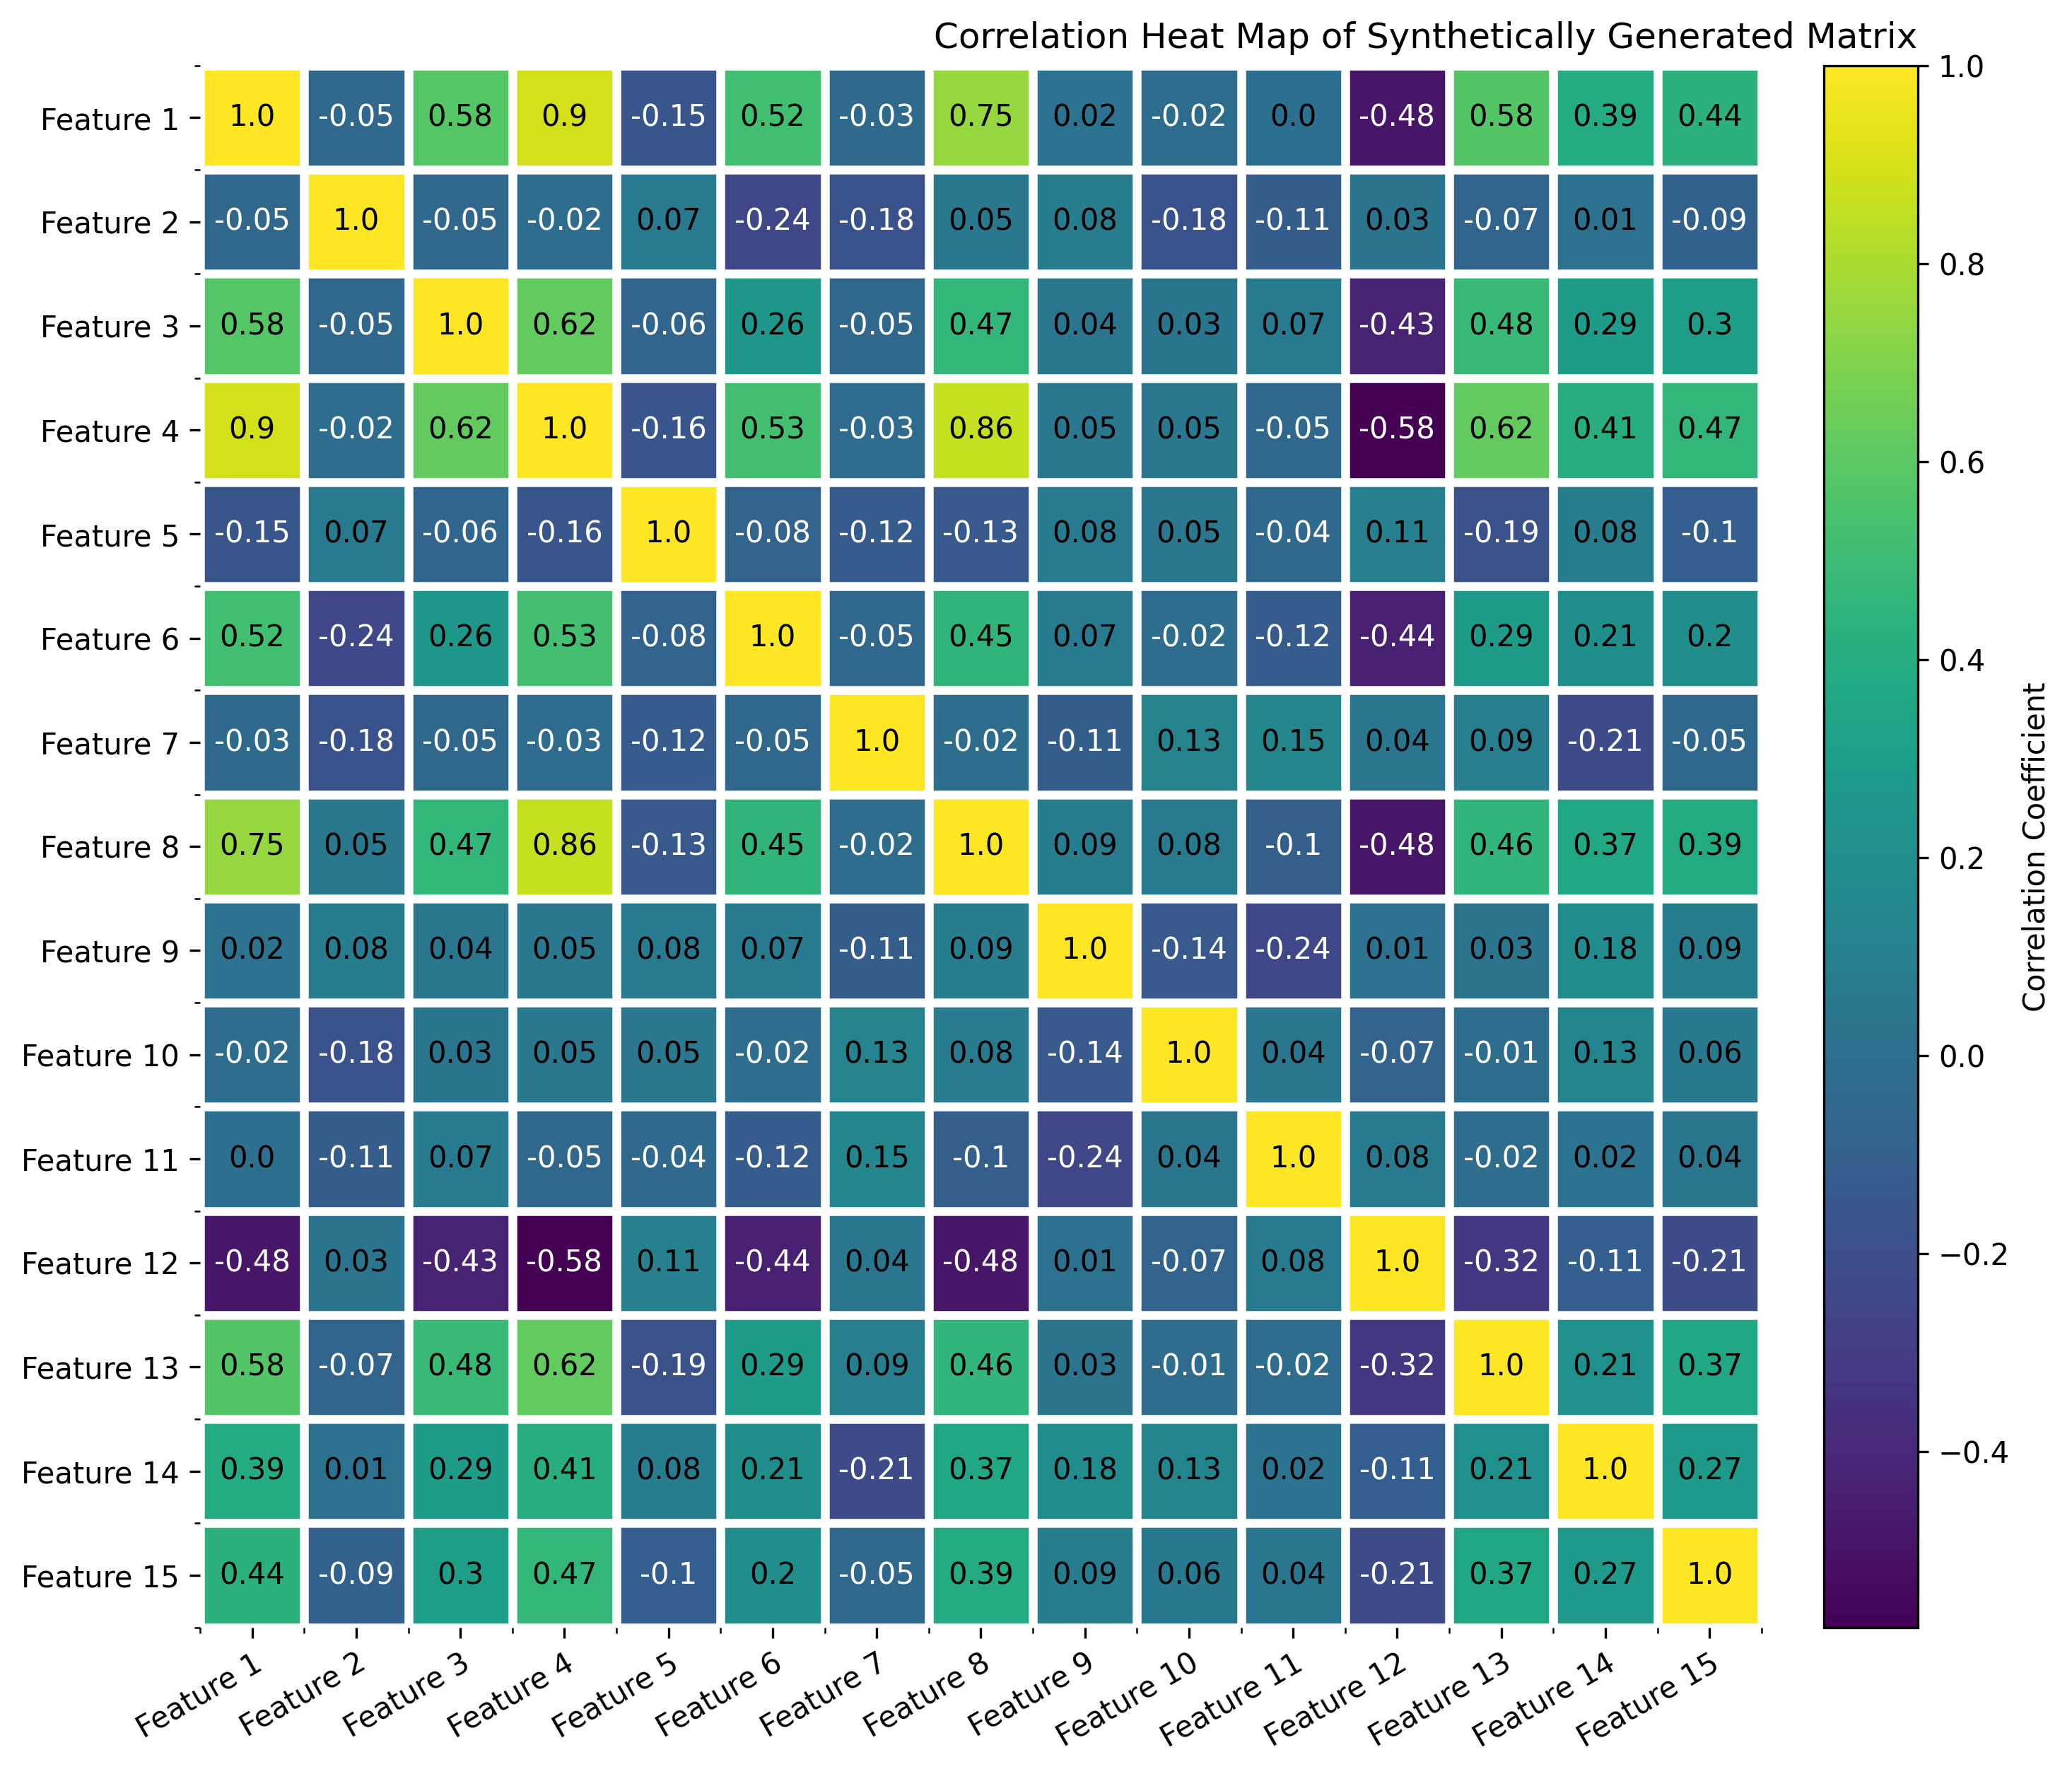 Correlation Heat Map of Synthetically Generated Matrix
Feature 1 1.0 -0.05 0.58 0.9 -0.15 0.52 -0.03 0.75 0.02 -0.02 0.0 -0.48 0.58 0.39 0.44
Feature 2 -0.05 1.0 -0.05 -0.02 0.07 -0.24 -0.18 0.05 0.08 -0.18 -0.11 0.03 -0.07 0.01 -0.09
Feature 3 0.58 -0.05 1.0 0.62 -0.06 0.26 -0.05 0.47 0.04 0.03 0.07 -0.43 0.48 0.29 0.3
Feature 4 0.9 -0.02 0.62 1.0 -0.16 0.53 -0.03 0.86 0.05 0.05 -0.05 -0.58 0.62 0.41 0.47
Feature 5 -0.15 0.07 -0.06 -0.16 1.0 -0.08 -0.12 -0.13 0.08 0.05 -0.04 0.11 -0.19 0.08 -0.1
Feature 6 0.52 -0.24 0.26 0.53 -0.08 1.0 -0.05 0.45 0.07 -0.02 -0.12 -0.44 0.29 0.21 0.2
Feature 7 -0.03 -0.18 -0.05 -0.03 -0.12 -0.05 1.0 -0.02 -0.11 0.13 0.15 0.04 0.09 -0.21 -0.05
Feature 8 0.75 0.05 0.47 0.86 -0.13 0.45 -0.02 1.0 0.09 0.08 -0.1 -0.48 0.46 0.37 0.39
Feature 9 0.02 0.08 0.04 0.05 0.08 0.07 -0.11 0.09 1.0 -0.14 -0.24 0.01 0.03 0.18 0.09
Feature 10 -0.02 -0.18 0.03 0.05 0.05 -0.02 0.13 0.08 -0.14 1.0 0.04 -0.07 -0.01 0.13 0.06
Feature 11 0.0 -0.11 0.07 -0.05 -0.04 -0.12 0.15 -0.1 -0.24 0.04 1.0 0.08 -0.02 0.02 0.04
Feature 12 -0.48 0.03 -0.43 -0.58 0.11 -0.44 0.04 -0.48 0.01 -0.07 0.08 1.0 -0.32 -0.11 -0.21
Feature 13 0.58 -0.07 0.48 0.62 -0.19 0.29 0.09 0.46 0.03 -0.01 -0.02 -0.32 1.0 0.21 0.37
Feature 14 0.39 0.01 0.29 0.41 0.08 0.21 -0.21 0.37 0.18 0.13 0.02 -0.11 0.21 1.0 0.27
Feature 15 0.44 -0.09 0.3 0.47 -0.1 0.2 -0.05 0.39 0.09 0.06 0.04 -0.21 0.37 0.27 1.0
Feature 1 Feature 2 Feature 3 Feature 4 Feature 5 Feature 6 Feature 7 Feature 8 Feature 9 Feature 10 Feature 11 Feature 12 Feature 13 Feature 14 Feature 15
1.0
0.8
0.6
0.4
0.2
0.0
−0.2
−0.4
Correlation Coefficient